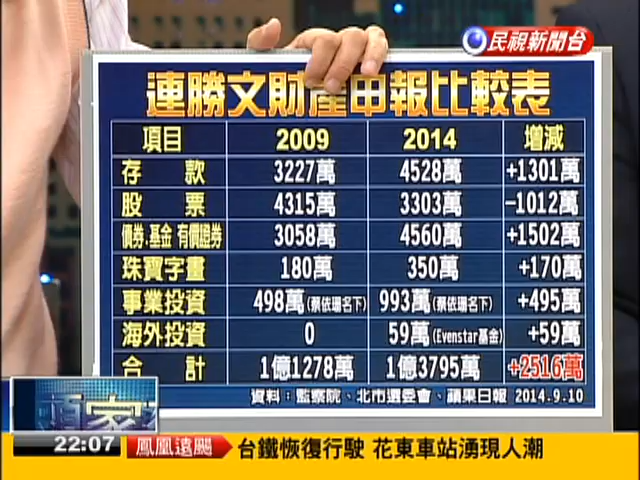 民視新聞台
連勝文財產申報比較表
項目 2009 2014 增減
存款 3227萬 4528萬 +1301萬
股票 4315萬 3303萬 -1012萬
債券.基金 有價證券 3058萬 4560萬 +1502萬
珠寶字畫 180萬 350萬 +170萬
事業投資 498萬(蔡依珊名下) 993萬(蔡依珊名下) +495萬
海外投資 0 59萬(Evenstar基金) +59萬
合計 1億1278萬 1億3795萬 +2516萬
資料:監察院、北市選委會、蘋果日報 2014.9.10
22:07 鳳凰遠颺 台鐵恢復行駛 花東車站湧現人潮